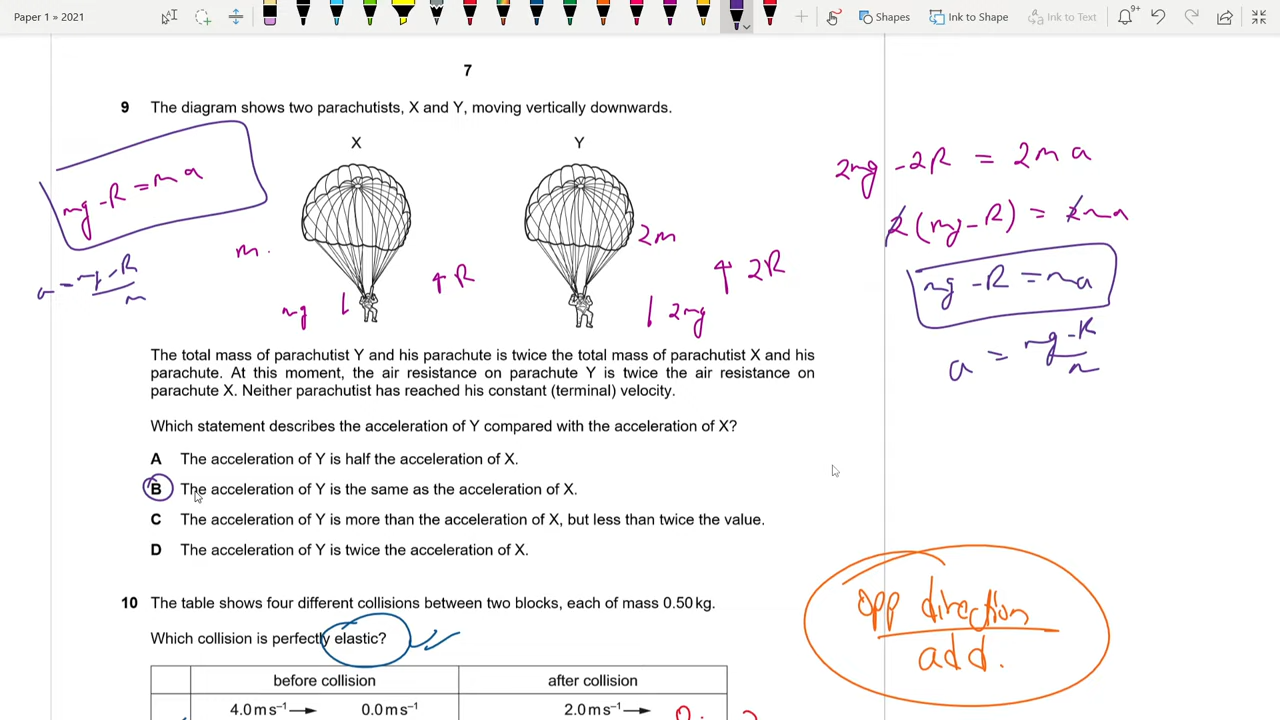 Paper 1 » 2021
Shapes
Ink to Shape
Ink to Text
9+
7
9 The diagram shows two parachutists, X and Y, moving vertically downwards.
X
Y
mg - R = ma
2mg - 2R = 2ma
2(mg - R) = 2ma
m.
2m
a = mg - R
m
↑R
↑ 2R
mg
2mg
mg - R = ma
a = mg - R
m
The total mass of parachutist Y and his parachute is twice the total mass of parachutist X and his
parachute. At this moment, the air resistance on parachute Y is twice the air resistance on
parachute X. Neither parachutist has reached his constant (terminal) velocity.
Which statement describes the acceleration of Y compared with the acceleration of X?
A The acceleration of Y is half the acceleration of X.
B The acceleration of Y is the same as the acceleration of X.
C The acceleration of Y is more than the acceleration of X, but less than twice the value.
D The acceleration of Y is twice the acceleration of X.
opp direction
add.
10 The table shows four different collisions between two blocks, each of mass 0.50 kg.
Which collision is perfectly elastic?
before collision
after collision
4.0 m s⁻¹ → 0.0 m s⁻¹
2.0 m s⁻¹ →